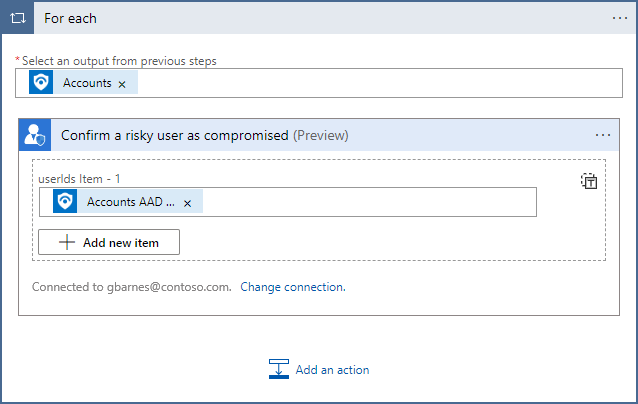 For each
* Select an output from previous steps
Accounts ×
Confirm a risky user as compromised (Preview)
userIds Item - 1
Accounts AAD ... ×
Add new item
Connected to gbarnes@contoso.com. Change connection.
Add an action